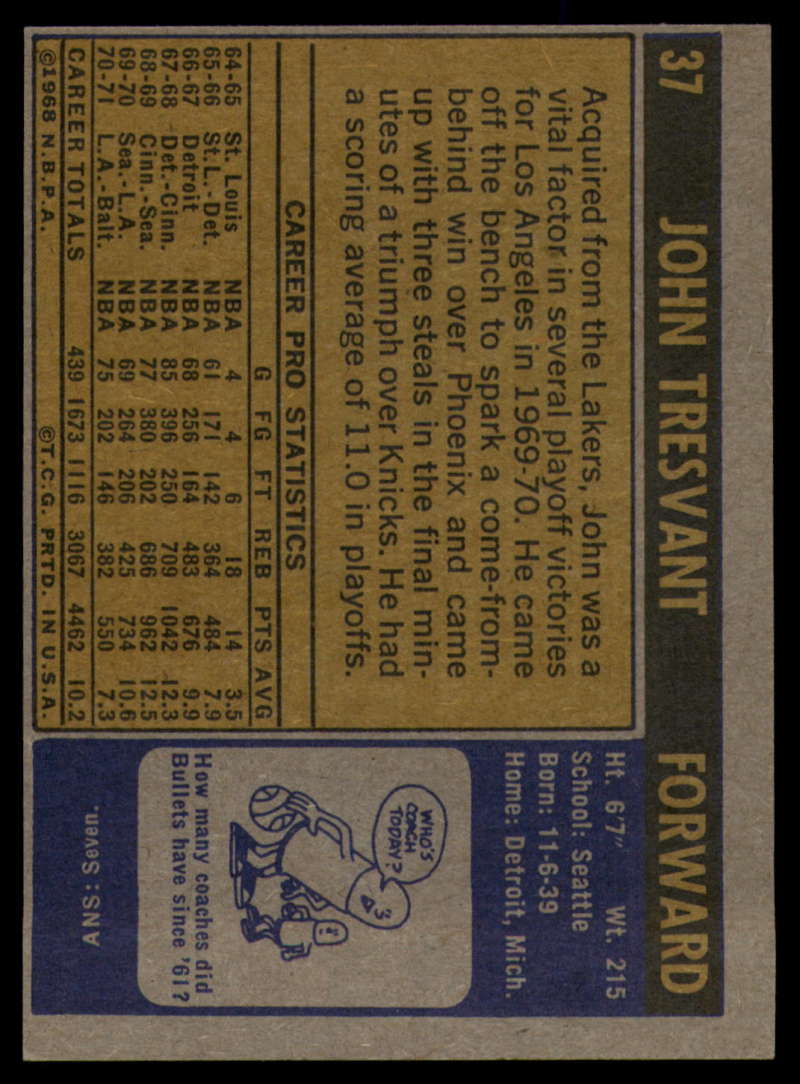 37 JOHN TRESVANT FORWARD
Ht. 6'7" Wt. 215
School: Seattle
Born: 11-6-39
Home: Detroit, Mich.
Acquired from the Lakers, John was a
vital factor in several playoff victories
for Los Angeles in 1969-70. He came
off the bench to spark a come-from-
behind win over Phoenix and came
up with three steals in the final min-
utes of a triumph over Knicks. He had
a scoring average of 11.0 in playoffs.
CAREER PRO STATISTICS
G FG FT REB PTS AVG
64-65 St. Louis NBA 4 4 6 18 14 3.5
65-66 St.L.-Det. NBA 61 171 142 364 484 7.9
66-67 Detroit NBA 68 256 164 483 676 9.9
67-68 Det.-Cinn. NBA 85 396 250 709 1042 12.3
68-69 Cinn.-Sea. NBA 77 380 202 686 962 12.5
69-70 Sea.-L.A. NBA 69 264 206 425 734 10.6
70-71 L.A.-Balt. NBA 75 202 146 382 550 7.3
CAREER TOTALS 439 1673 1116 3067 4462 10.2
©1968 N.B.P.A. ©T.C.G. PRTD. IN U.S.A.
WHO'S
COACH
TODAY?
How many coaches did
Bullets have since '61?
ANS: Seven.